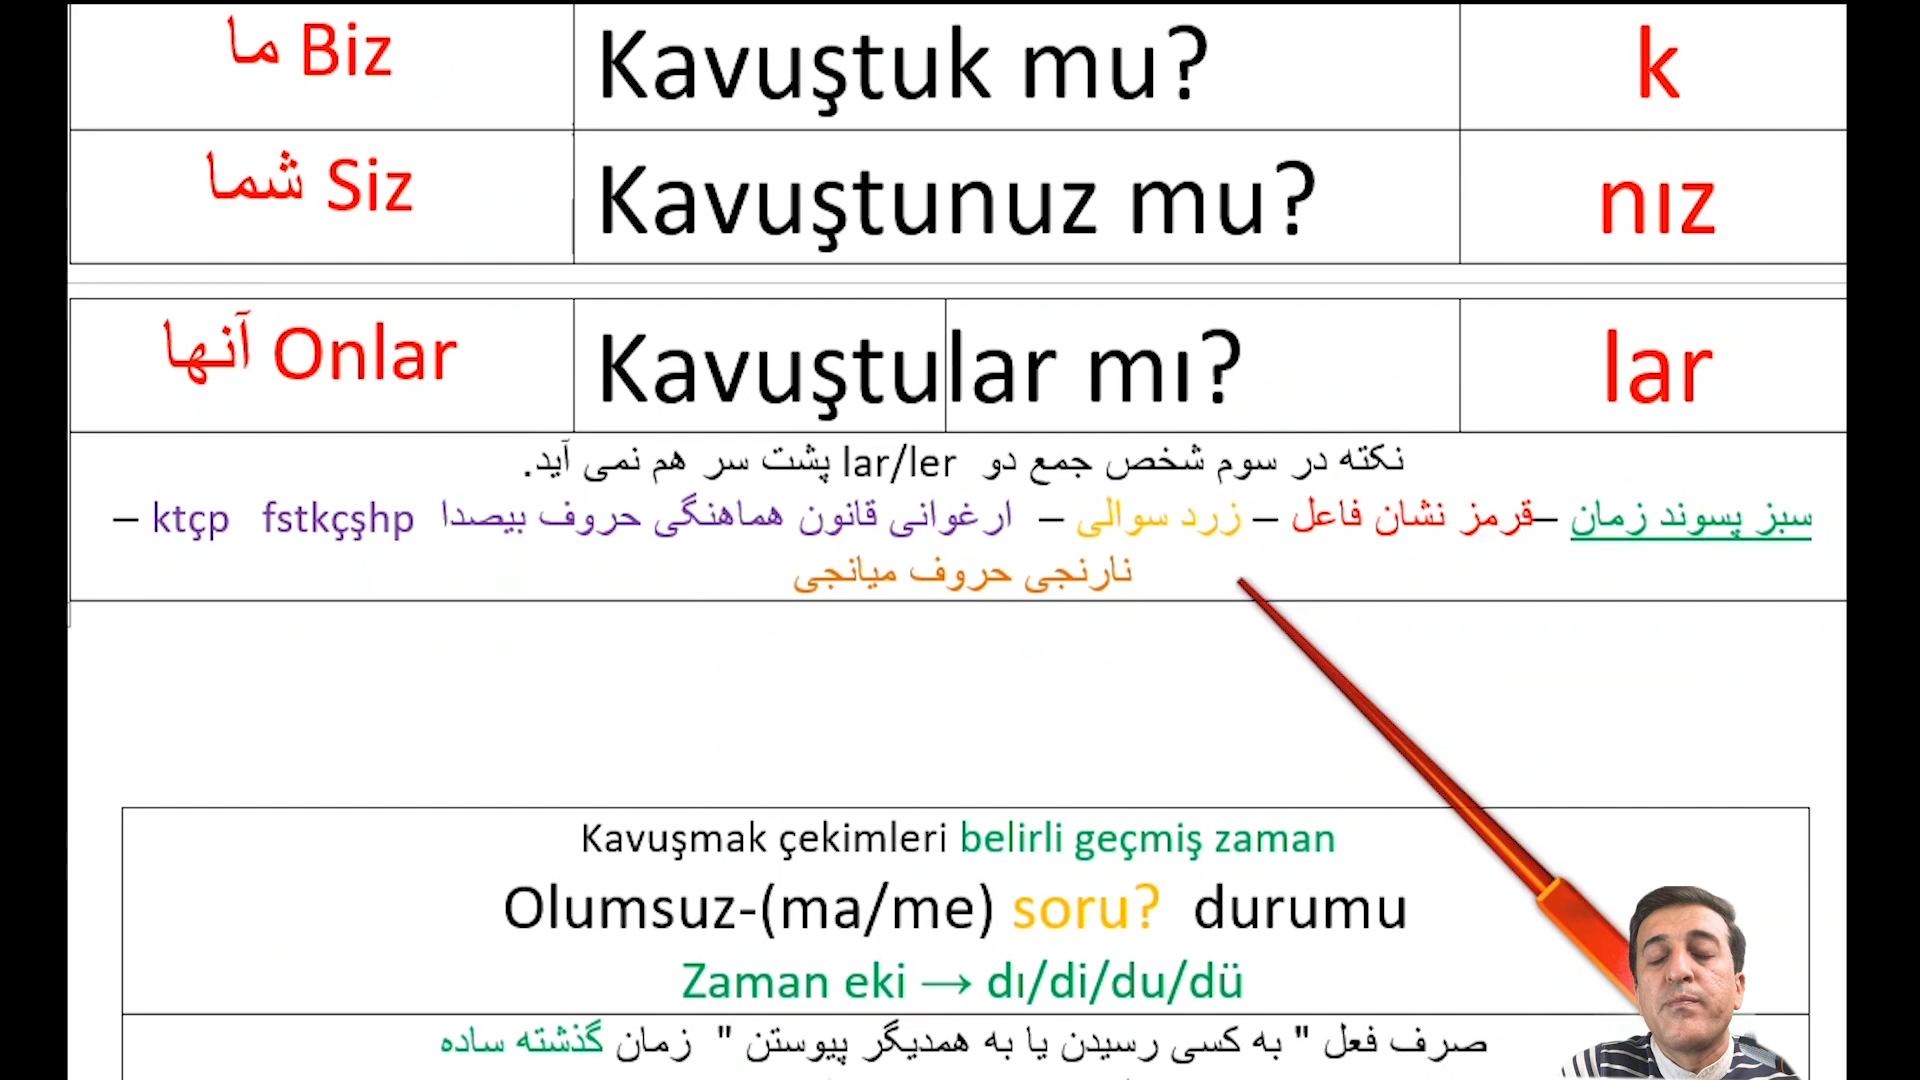 ما Biz Kavuştuk mu? k
شما Siz Kavuştunuz mu? nız
آنها Onlar Kavuştular mı? lar
نکته در سوم شخص جمع دو lar/ler پشت سر هم نمی آید.
سبز پسوند زمان –قرمز نشان فاعل – زرد سوالی – ارغوانی قانون هماهنگی حروف بیصدا fstkçşhp ktçp –
نارنجی حروف میانجی
Kavuşmak çekimleri belirli geçmiş zaman
Olumsuz-(ma/me) soru? durumu
Zaman eki → dı/di/du/dü
صرف فعل " به کسی رسیدن یا به همدیگر پیوستن " زمان گذشته ساده